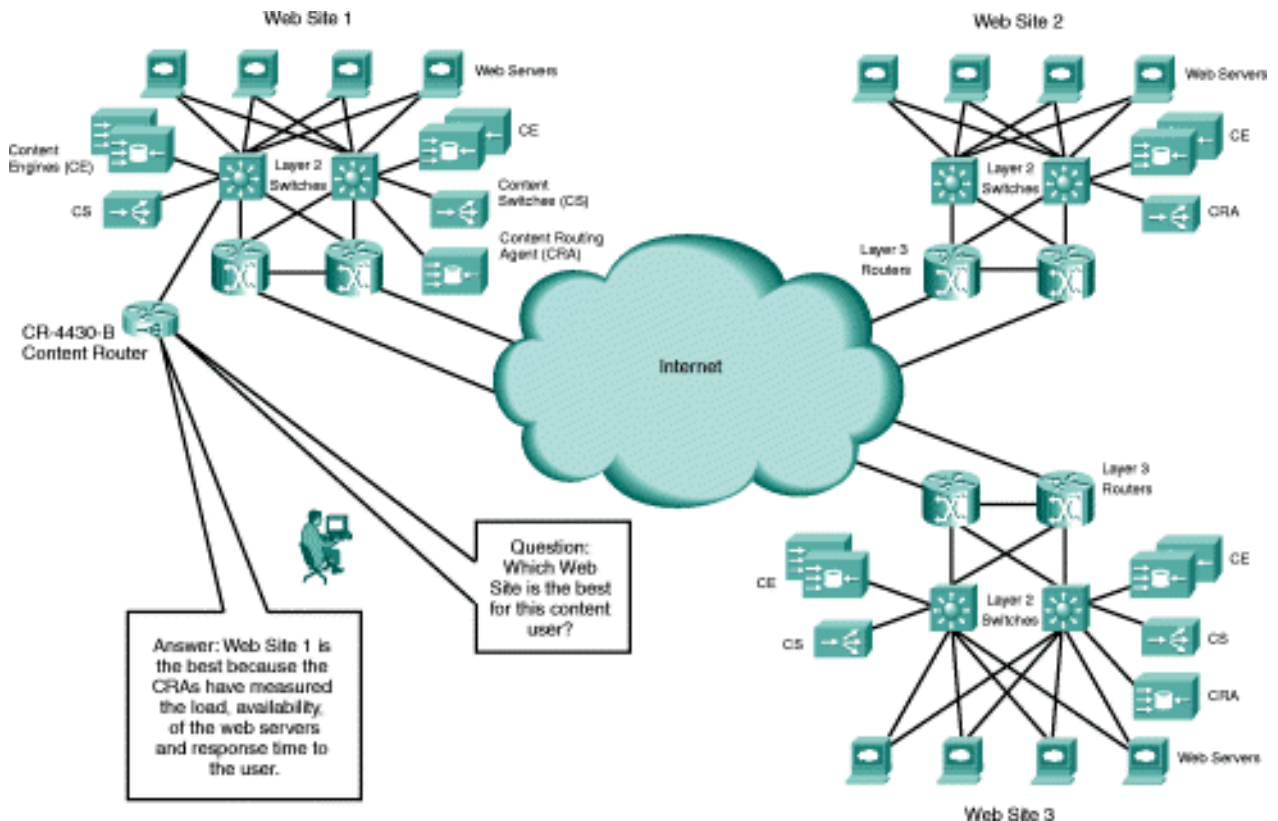 Web Site 1
Web Servers
Content
Engines (CE)
CE
Layer 2
Switches
CS
Content
Switches (CS)
Content Routing
Agent (CRA)
CR-4430-B
Content Router
Internet
Web Site 2
Web Servers
CE
Layer 2
Switches
CRA
Layer 3
Routers
Layer 3
Routers
CE
CE
Layer 2
Switches
CS
CS
CRA
Web Servers
Web Site 3
Question:
Which Web
Site is the best
for this content
user?
Answer: Web Site 1 is
the best because the
CRAs have measured
the load, availability,
of the web servers
and response time to
the user.